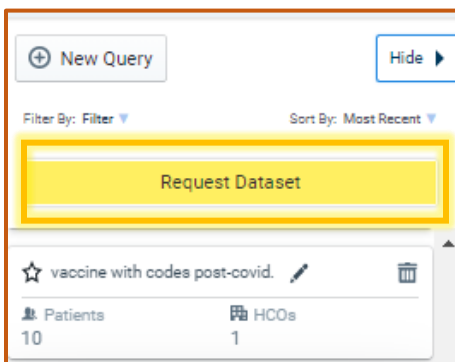 New Query
Hide
Filter By: Filter
Sort By: Most Recent
Request Dataset
vaccine with codes post-covid.
Patients
HCOs
10
1